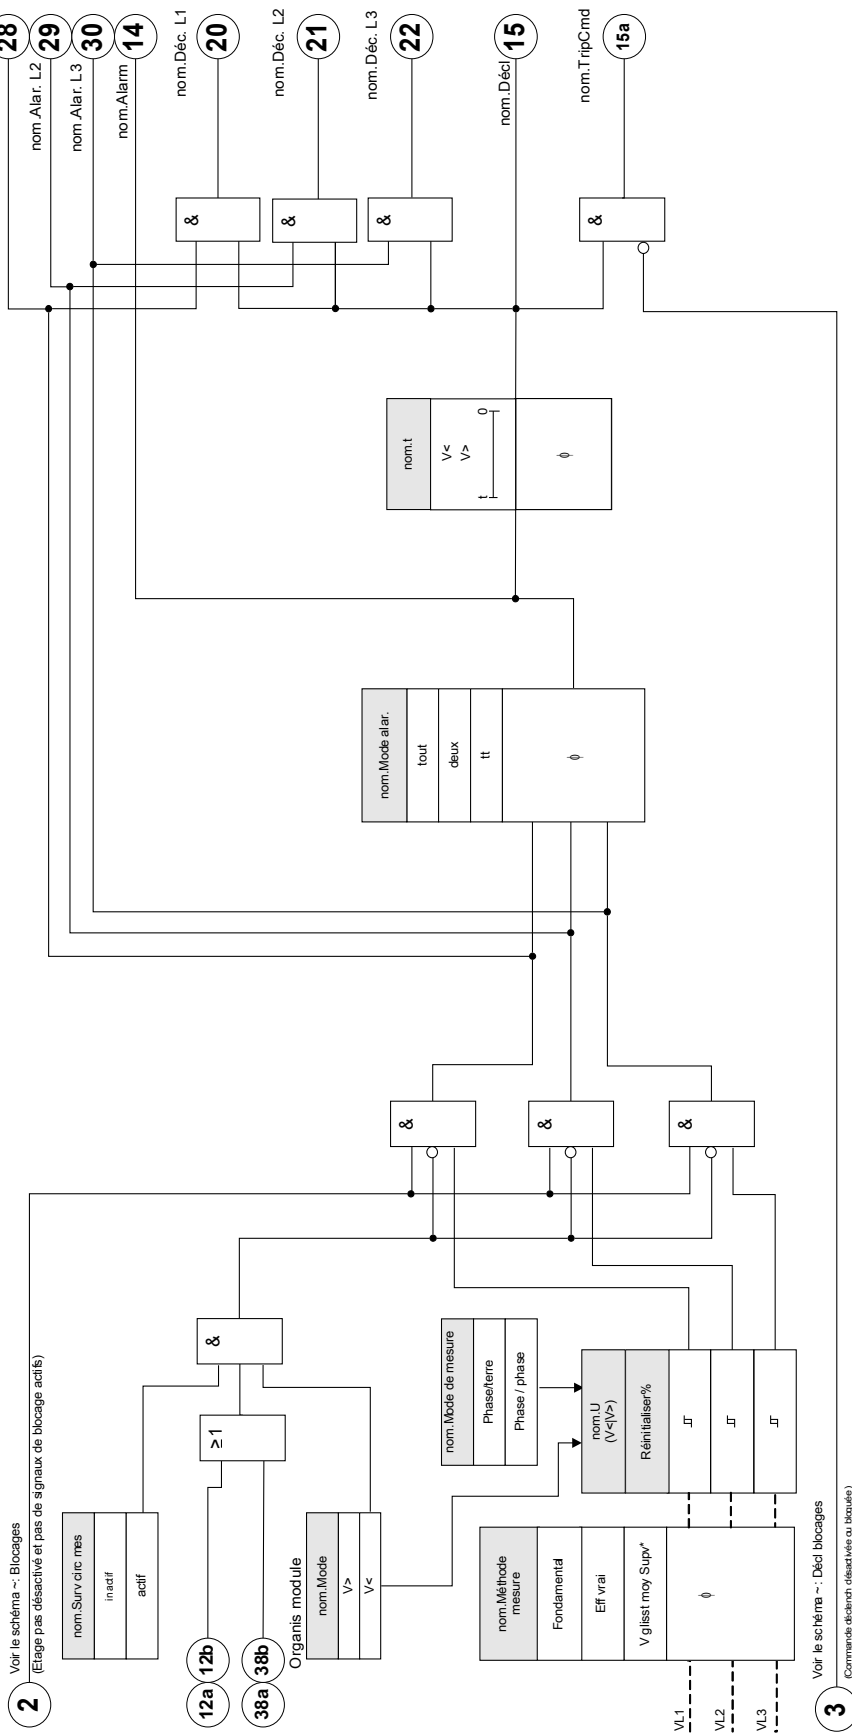 28
nom.Alar. L2
29
nom.Alar. L3
30
nom.Alarm
14
nom.Déc. L1
20
nom.Déc. L2
21
nom.Déc. L3
22
nom.Décl
15
nom.TripCmd
15a
&
&
&
&
nom.t
V<
V>
t
0
φ
nom.Mode alar.
tout
deux
tt
φ
&
&
&
2
Voir le schéma ~: Blocages
(Etage pas désactivé et pas de signaux de blocage actifs)
nom.Surv circ mes
inactif
actif
&
≥1
12a
12b
38a
38b
Organis module
nom.Mode
V>
V<
nom.Mode de mesure
Phase/terre
Phase / phase
nom.U
(V<|V>)
Réinitialiser%
nom.Méthode
mesure
Fondamental
Eff vrai
V glisst moy Supv*
φ
VL1
VL2
VL3
3
Voir le schéma ~: Décl blocages
(Commande déclench désactivée ou bloquée)